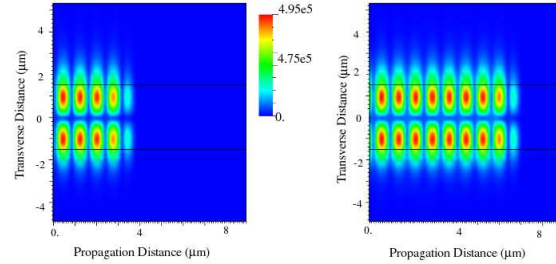 4
2
0
-2
-4
Transverse Distance (μm)
0.
4
8
Propagation Distance (μm)
4.95e5
4.75e5
0.
4
2
0
-2
-4
Transverse Distance (μm)
0.
4
8
Propagation Distance (μm)